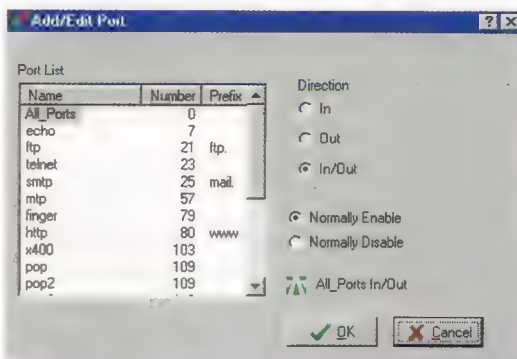 Add/Edit Port
Port List
Name Number Prefix
All_Ports 0
echo 7
ftp 21 ftp.
telnet 23
smtp 25 mail.
mtp 57
finger 79
http 80 www
x400 103
pop 109
pop2 109
Direction
In
Out
In/Out
Normally Enable
Normally Disable
All_Ports In/Out
OK
Cancel